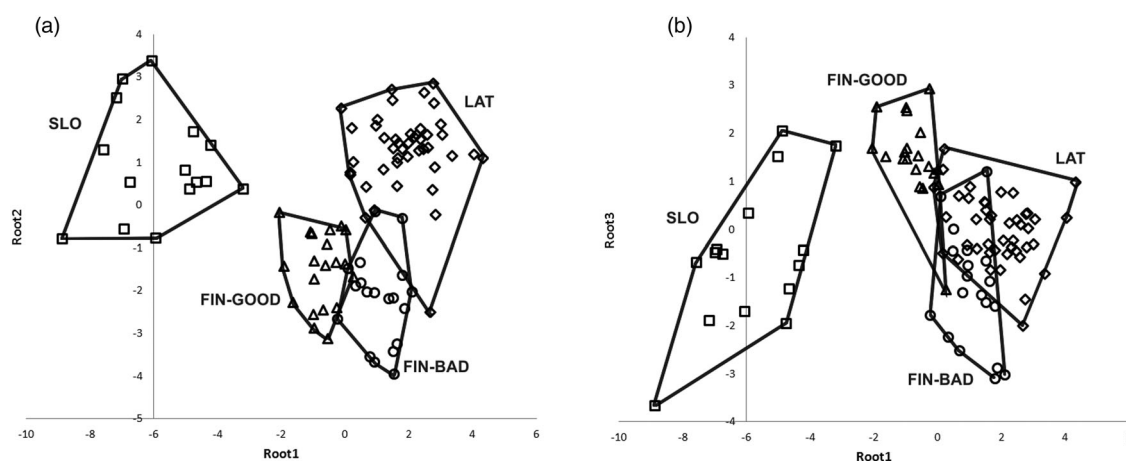 (a)
4
3
2
1
0
-1
-2
-3
-4
-5
Root2
SLO
LAT
FIN-GOOD
FIN-BAD
-10 -8 -6 -4 -2 0 2 4 6
Root1
(b)
4
3
2
1
0
-1
-2
-3
-4
Root3
FIN-GOOD
LAT
SLO
FIN-BAD
-10 -8 -6 -4 -2 0 2 4
Root1